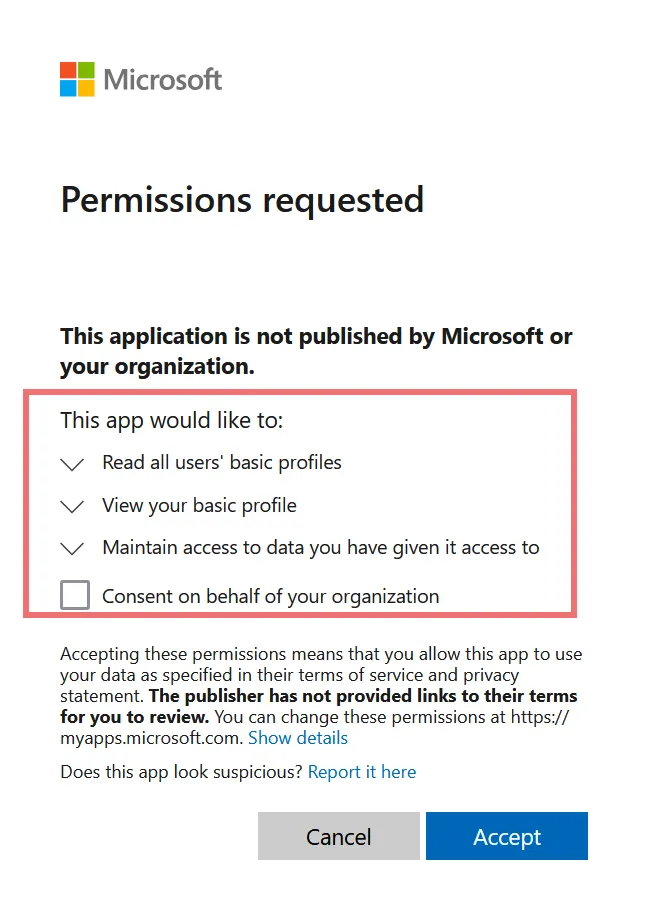 Microsoft
Permissions requested
This application is not published by Microsoft or
your organization.
This app would like to:
Read all users' basic profiles
View your basic profile
Maintain access to data you have given it access to
Consent on behalf of your organization
Accepting these permissions means that you allow this app to use
your data as specified in their terms of service and privacy
statement. The publisher has not provided links to their terms
for you to review. You can change these permissions at https://
myapps.microsoft.com. Show details
Does this app look suspicious? Report it here
Cancel Accept